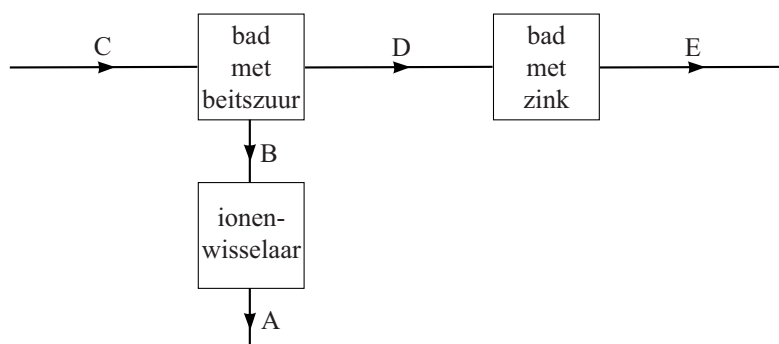 C
bad
met
beitszuur
D
bad
met
zink
E
B
ionen-
wisselaar
A